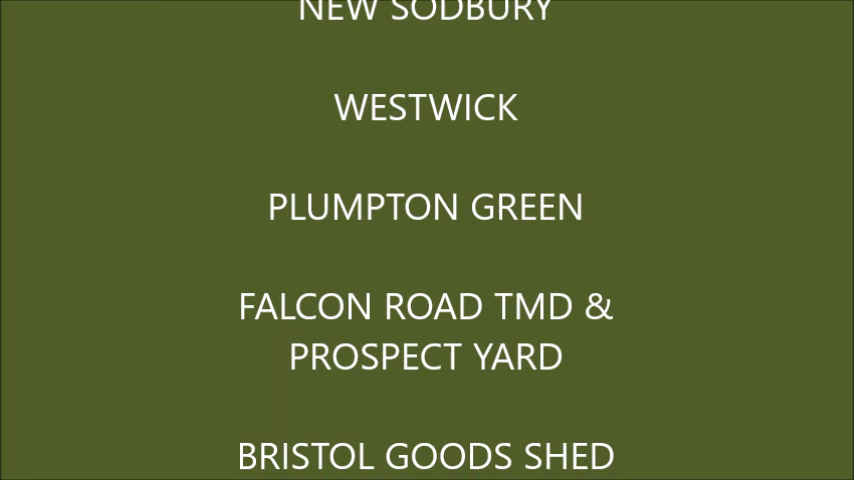 NEW SODBURY
WESTWICK
PLUMPTON GREEN
FALCON ROAD TMD &
PROSPECT YARD
BRISTOL GOODS SHED